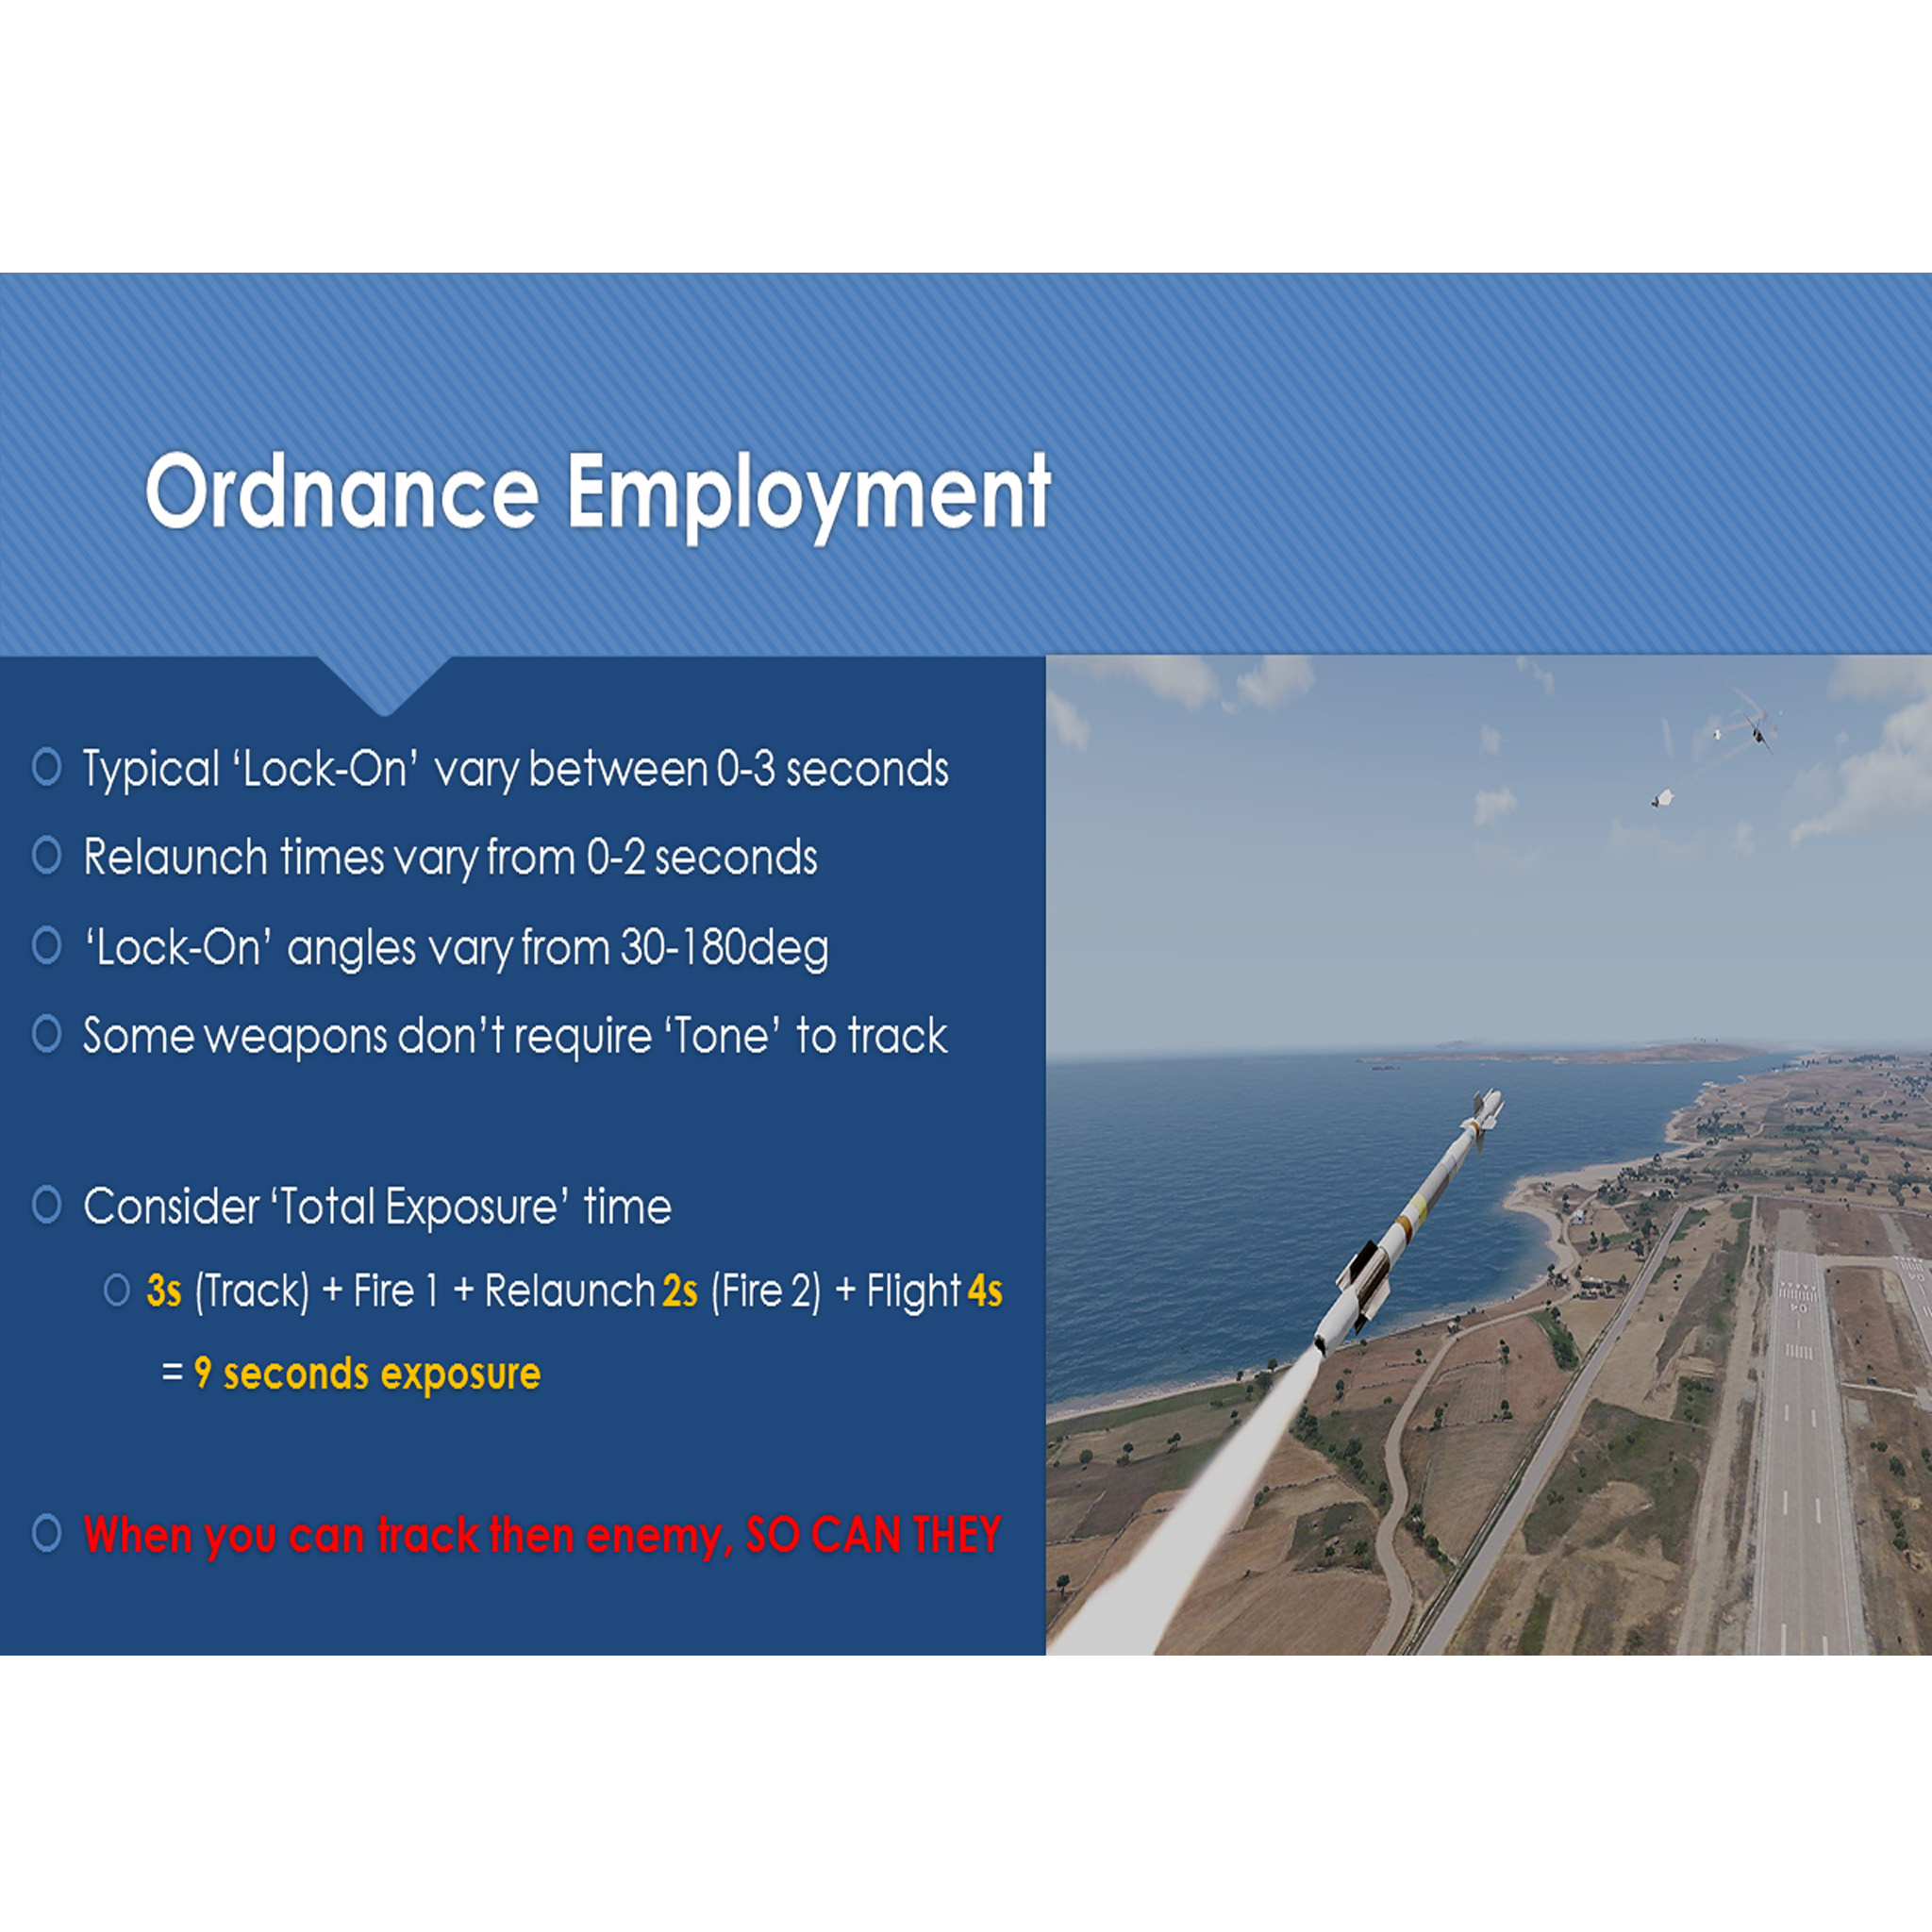 Ordnance Employment
Typical ‘Lock-On’ vary between 0-3 seconds
Relaunch times vary from 0-2 seconds
‘Lock-On’ angles vary from 30-180deg
Some weapons don’t require ‘Tone’ to track
Consider ‘Total Exposure’ time
3s (Track) + Fire 1 + Relaunch 2s (Fire 2) + Flight 4s
= 9 seconds exposure
When you can track then enemy, SO CAN THEY